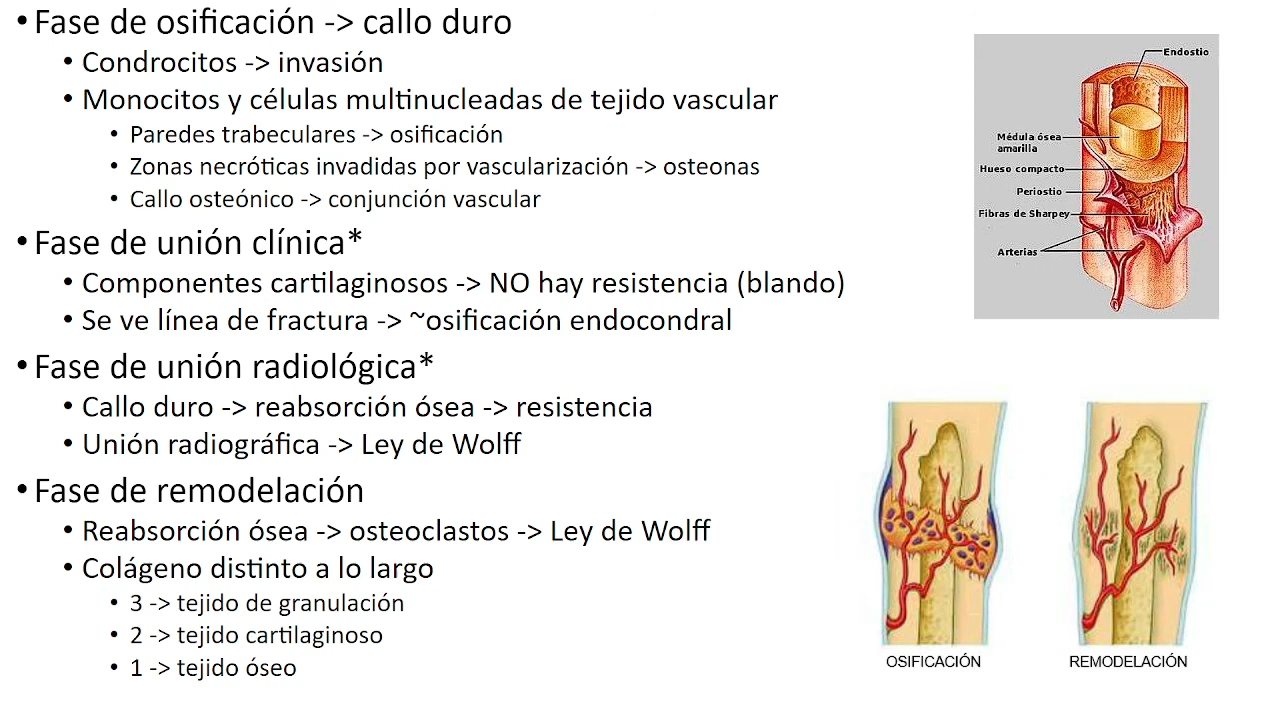 • Fase de osificación -> callo duro
• Condrocitos -> invasión
• Monocitos y células multinucleadas de tejido vascular
• Paredes trabeculares -> osificación
• Zonas necróticas invadidas por vascularización -> osteonas
• Callo osteónico -> conjunción vascular
• Fase de unión clínica*
• Componentes cartilaginosos -> NO hay resistencia (blando)
• Se ve línea de fractura -> ~osificación endocondral
• Fase de unión radiológica*
• Callo duro -> reabsorción ósea -> resistencia
• Unión radiográfica -> Ley de Wolff
• Fase de remodelación
• Reabsorción ósea -> osteoclastos -> Ley de Wolff
• Colágeno distinto a lo largo
• 3 -> tejido de granulación
• 2 -> tejido cartilaginoso
• 1 -> tejido óseo
Endostio
Médula ósea
amarilla
Hueso compacto
Periostio
Fibras de Sharpey
Arterias
OSIFICACIÓN
REMODELACIÓN